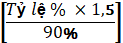 [Tỷ lệ % × 1,5
90%]